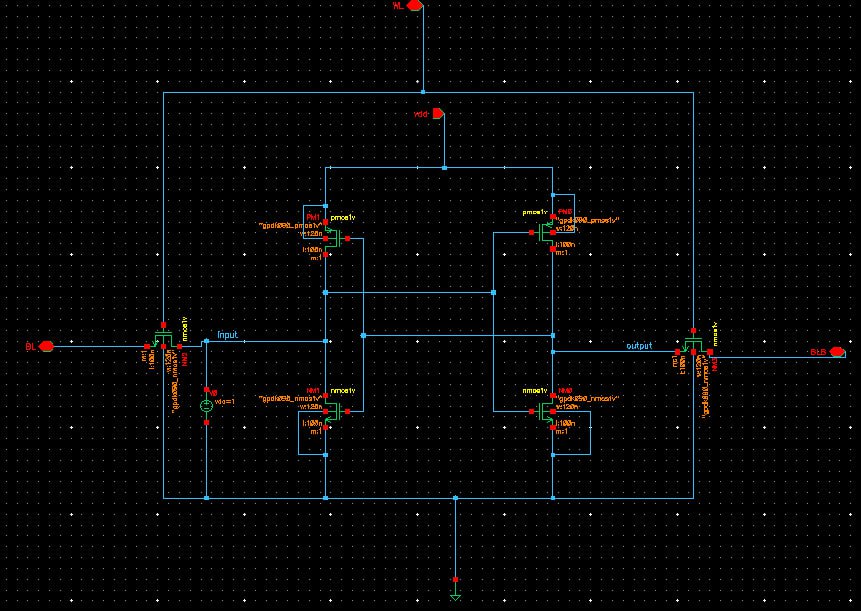 WL
vdd
PM1
pmos1v
"gpdk090_pmos1v"
w:120n
l:100n
m:1
pmos1v
PM0
"gpdk090_pmos1v"
w:120n
l:100n
m:1
BL
nmos1v
m:1
l:100n
w:120n
"gpdk090_nmos1v"
input
V0
vdc=1
NM1
nmos1v
"gpdk090_nmos1v"
w:120n
l:100n
m:1
nmos1v
NM0
"gpdk090_nmos1v"
w:120n
l:100n
m:1
output
nmos1v
m:1
l:100n
w:120n
"gpdk090_nmos1v"
BLB